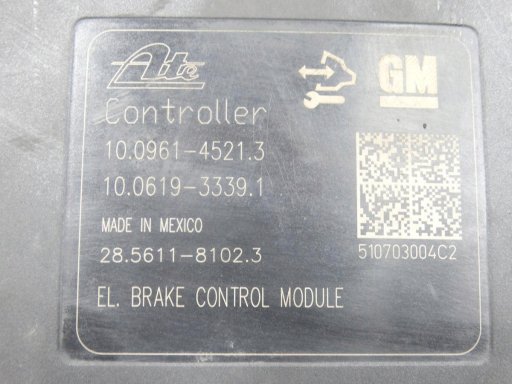 Ate
GM
Controller
10.0961-4521.3
10.0619-3339.1
MADE IN MEXICO
28.5611-8102.3
510703004C2
EL. BRAKE CONTROL MODULE